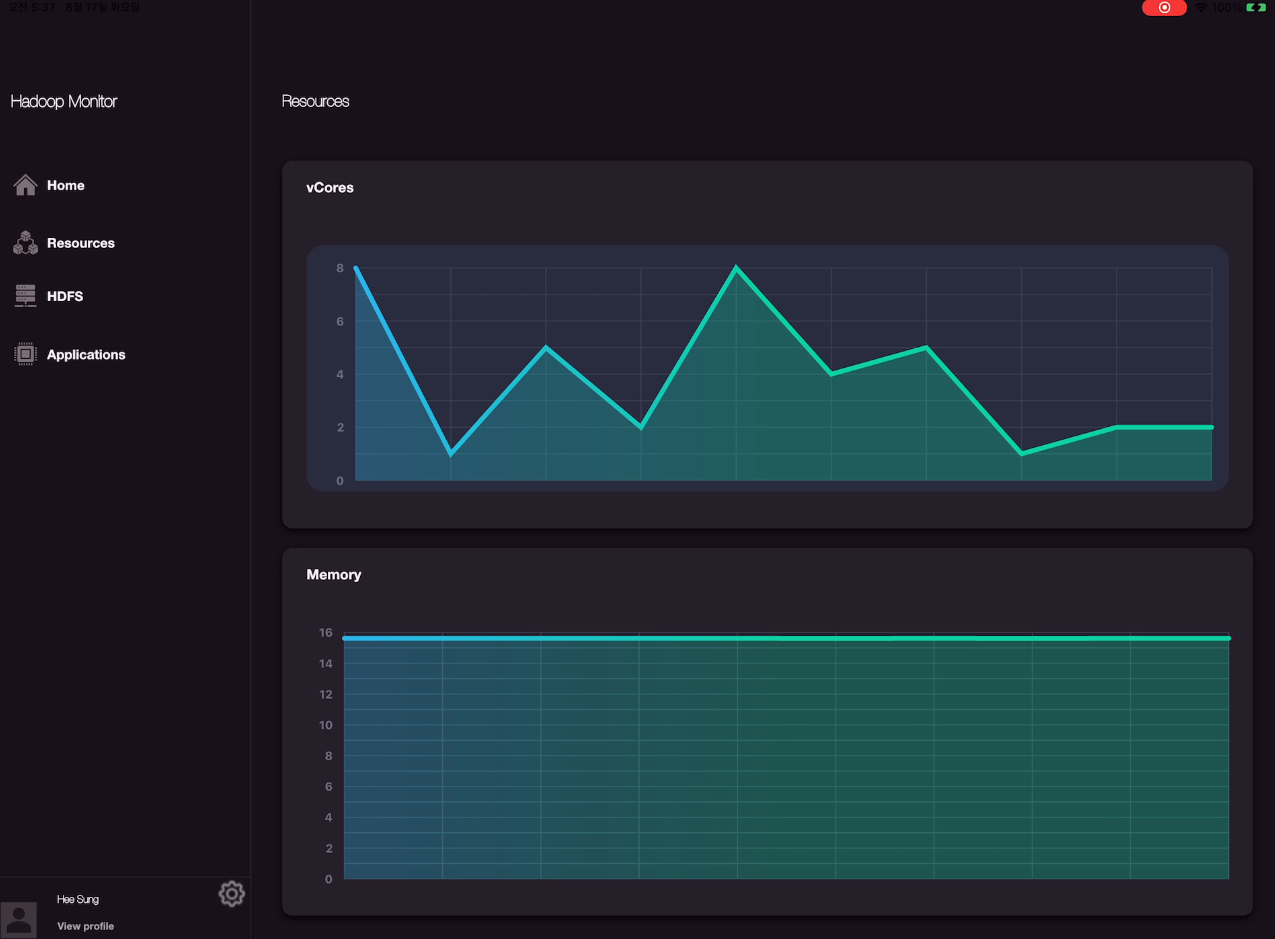 오전 5:37 8월 17일 화요일
100%
Hadoop Monitor
Home
Resources
HDFS
Applications
Hee Sung
View profile
Resources
vCores
8
6
4
2
0
Memory
16
14
12
10
8
6
4
2
0